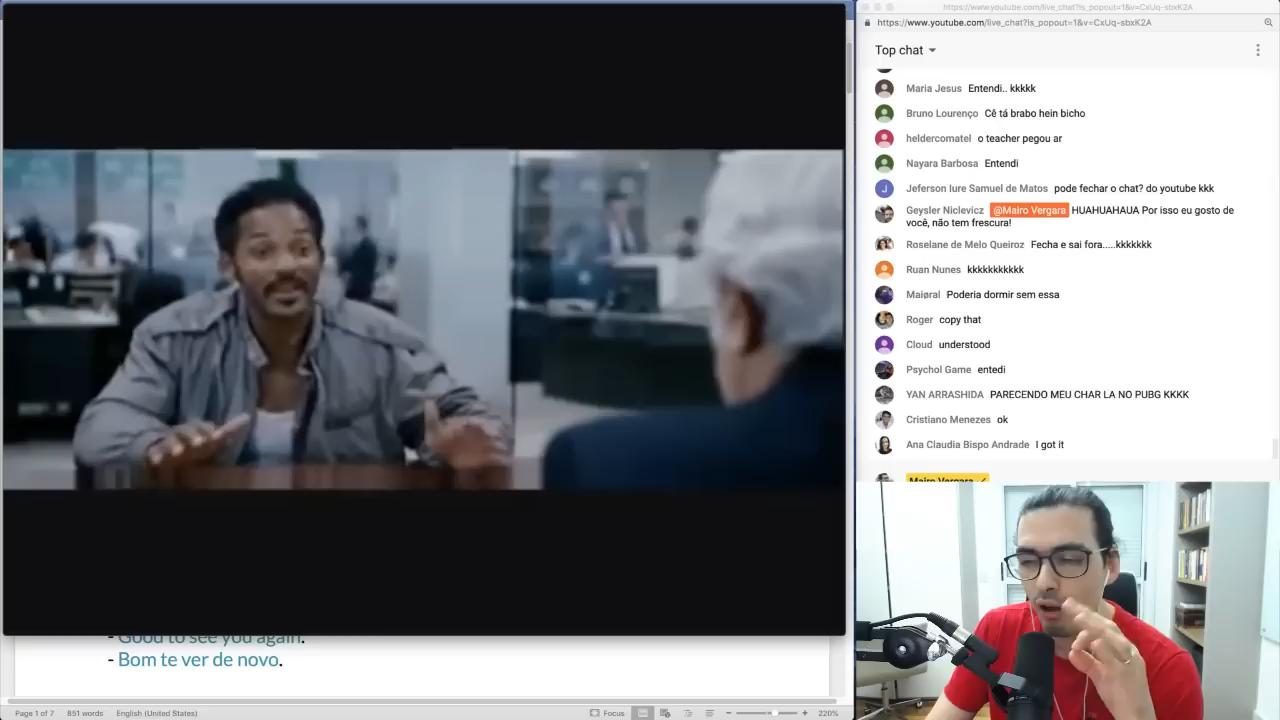 https://www.youtube.com/live_chat?is_popout=1&v=CxUq-sbxK2A
https://www.youtube.com/live_chat?is_popout=1&v=CxUq-sbxK2A
Top chat
Maria Jesus Entendi.. kkkkk
Bruno Lourenço Cê tá brabo hein bicho
heldercomatel o teacher pegou ar
Nayara Barbosa Entendi
J Jeferson Iure Samuel de Matos pode fechar o chat? do youtube kkk
Geysler Niclevicz @Mairo Vergara HUAHUAHAUA Por isso eu gosto de
você, não tem frescura!
Roselane de Melo Queiroz Fecha e sai fora.....kkkkkkk
Ruan Nunes kkkkkkkkkkk
Maiøral Poderia dormir sem essa
Roger copy that
Cloud understood
Psychol Game entedi
YAN ARRASHIDA PARECENDO MEU CHAR LA NO PUBG KKKK
Cristiano Menezes ok
Ana Claudia Bispo Andrade I got it
Mairo Vergara
- Good to see you again.
- Bom te ver de novo.
Page 1 of 7 851 words English (United States) Focus 220%